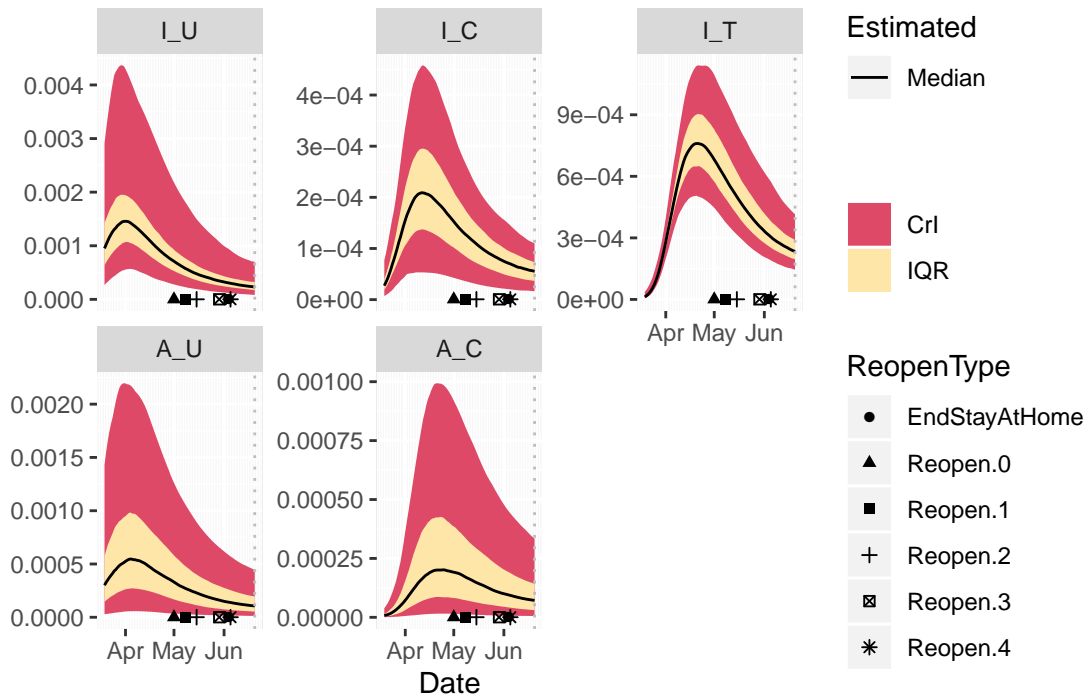 I_U
I_C
I_T
0.004
0.003
0.002
0.001
0.000
4e−04
3e−04
2e−04
1e−04
0e+00
9e−04
6e−04
3e−04
0e+00
Apr May Jun
A_U
A_C
0.0020
0.0015
0.0010
0.0005
0.0000
Apr May Jun
0.00100
0.00075
0.00050
0.00025
0.00000
Apr May Jun
Date
Estimated
Median
CrI
IQR
ReopenType
EndStayAtHome
Reopen.0
Reopen.1
Reopen.2
Reopen.3
Reopen.4